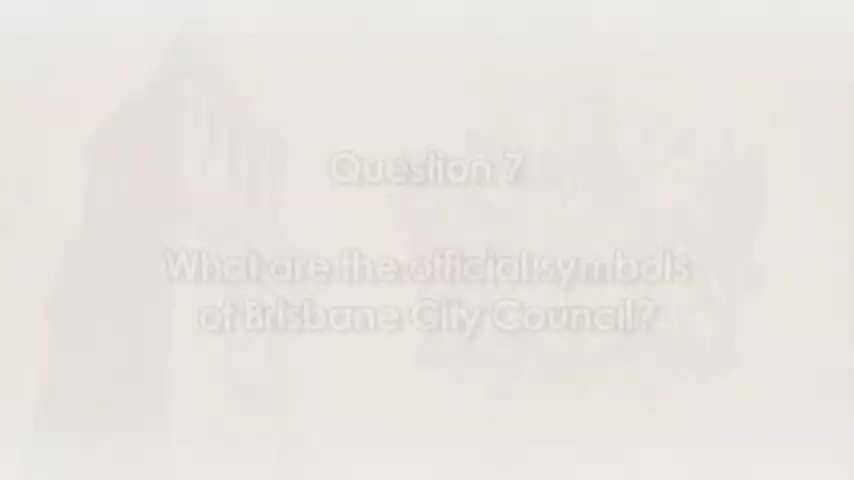 Question 7
What are the official symbols
of Brisbane City Council?